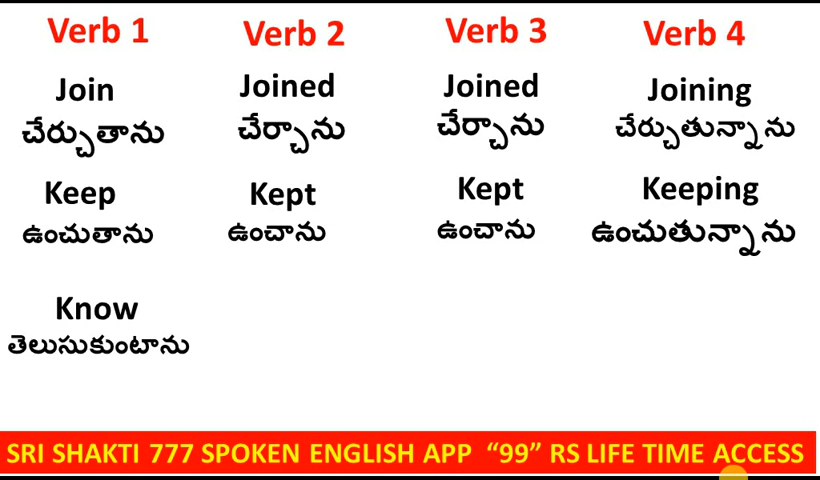 Verb 1 Verb 2 Verb 3 Verb 4
Join Joined Joined Joining
చేర్చుతాను చేర్చాను చేర్చాను చేర్చుతున్నాను
Keep Kept Kept Keeping
ఉంచుతాను ఉంచాను ఉంచాను ఉంచుతున్నాను
Know
తెలుసుకుంటాను
SRI SHAKTI 777 SPOKEN ENGLISH APP “99” RS LIFE TIME ACCESS